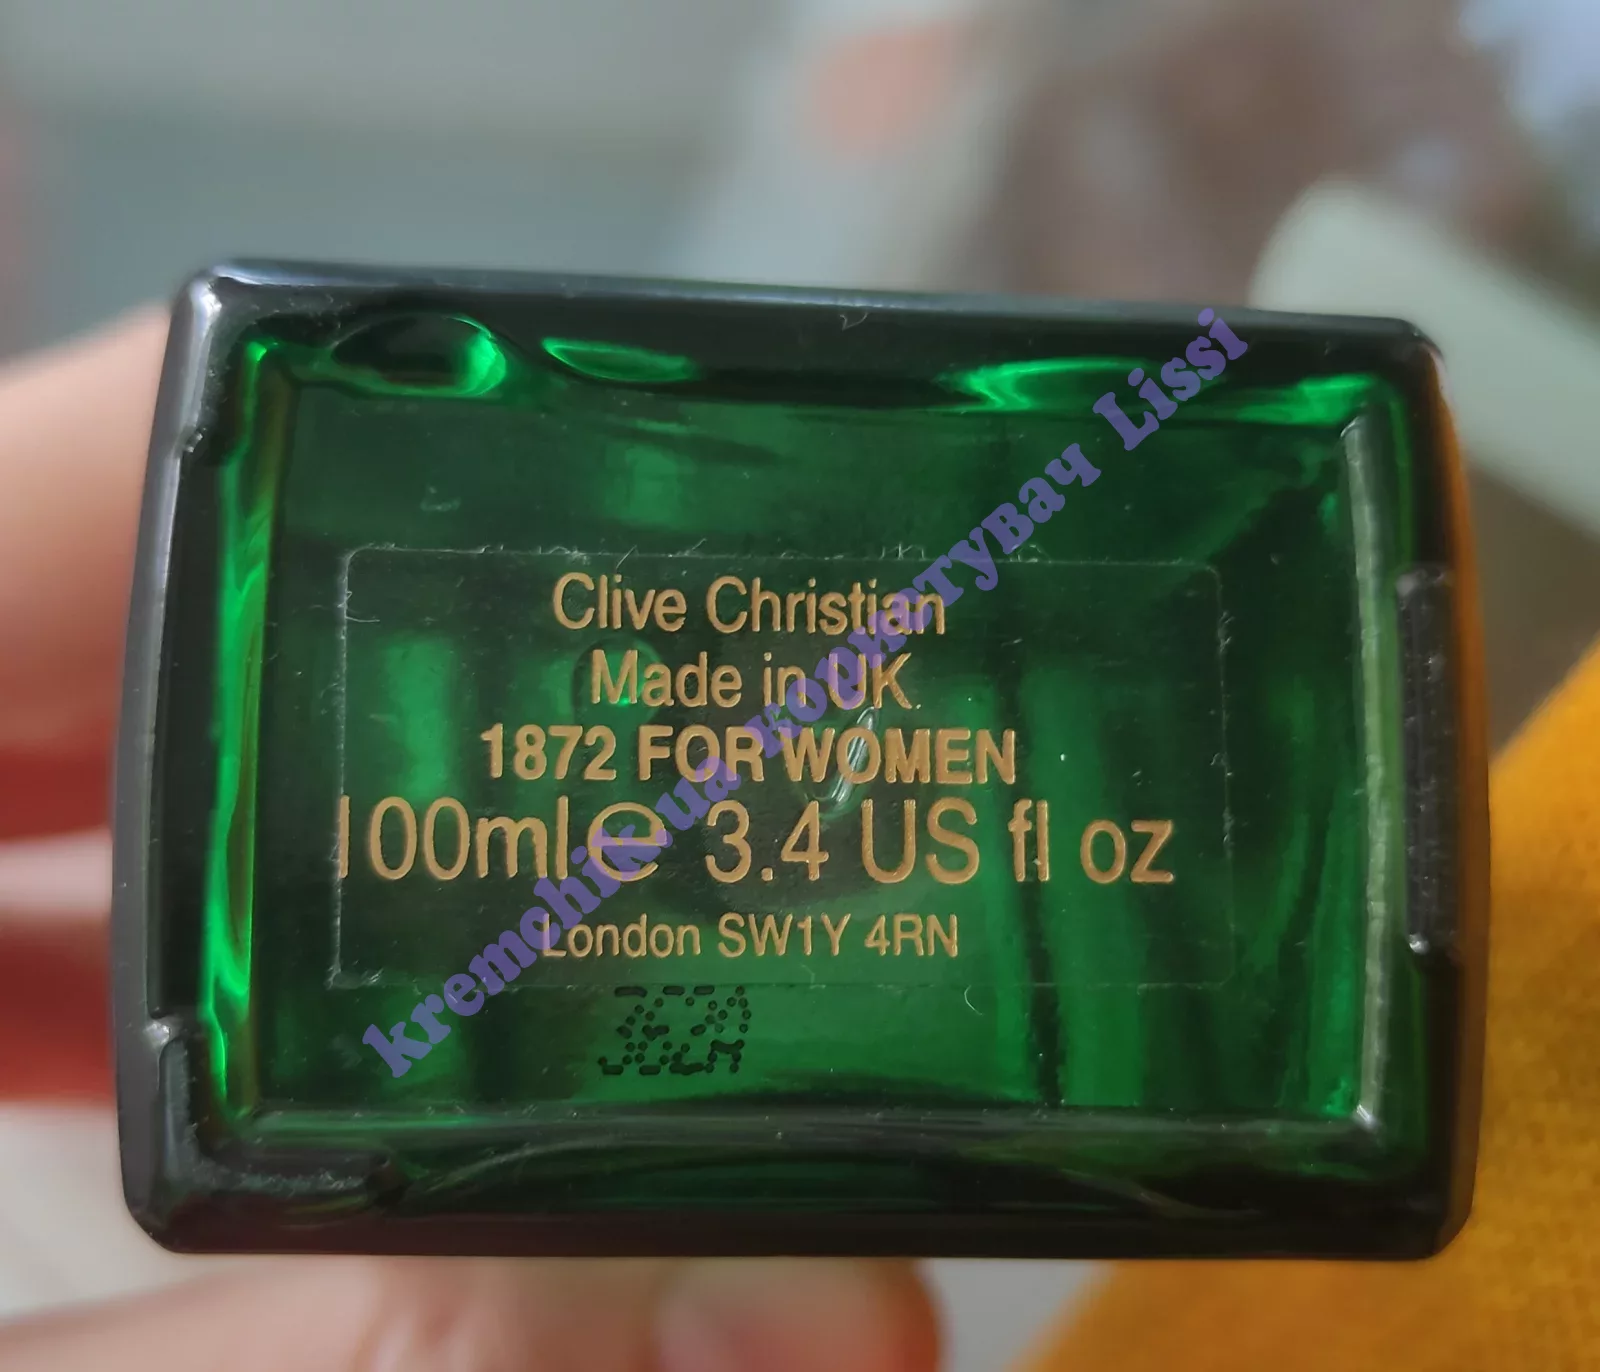 Clive Christian
Made in UK
1872 FOR WOMEN
100ml℮ 3.4 US fl oz
London SW1Y 4RN
kremchik.ua координатуВач Lissi